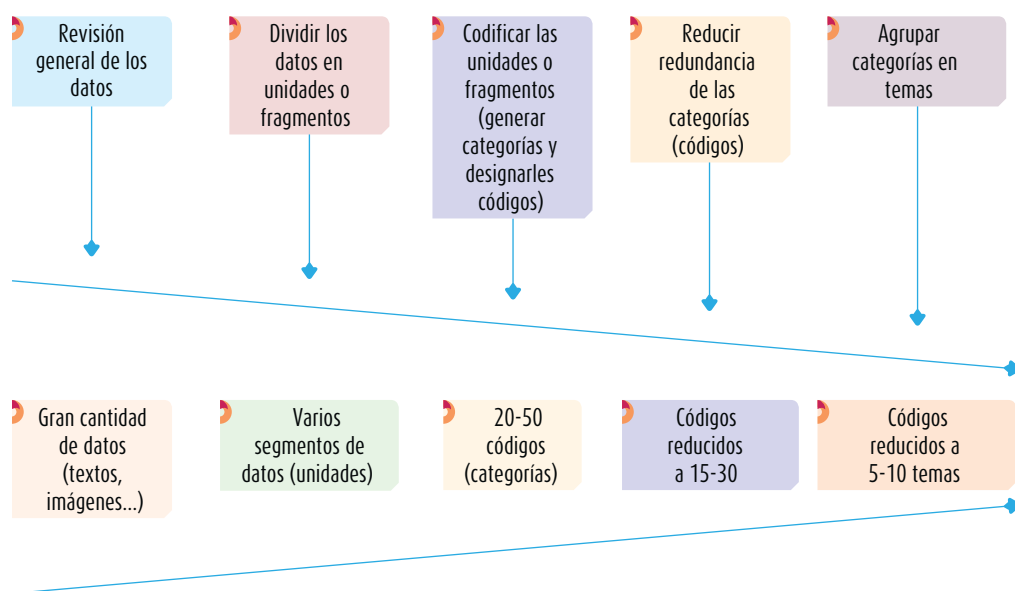 Revisión
general de los
datos
Dividir los
datos en
unidades o
fragmentos
Codificar las
unidades o
fragmentos
(generar
categorías y
designarles
códigos)
Reducir
redundancia
de las
categorías
(códigos)
Agrupar
categorías en
temas
Gran cantidad
de datos
(textos,
imágenes...)
Varios
segmentos de
datos (unidades)
20-50
códigos
(categorías)
Códigos
reducidos
a 15-30
Códigos
reducidos a
5-10 temas